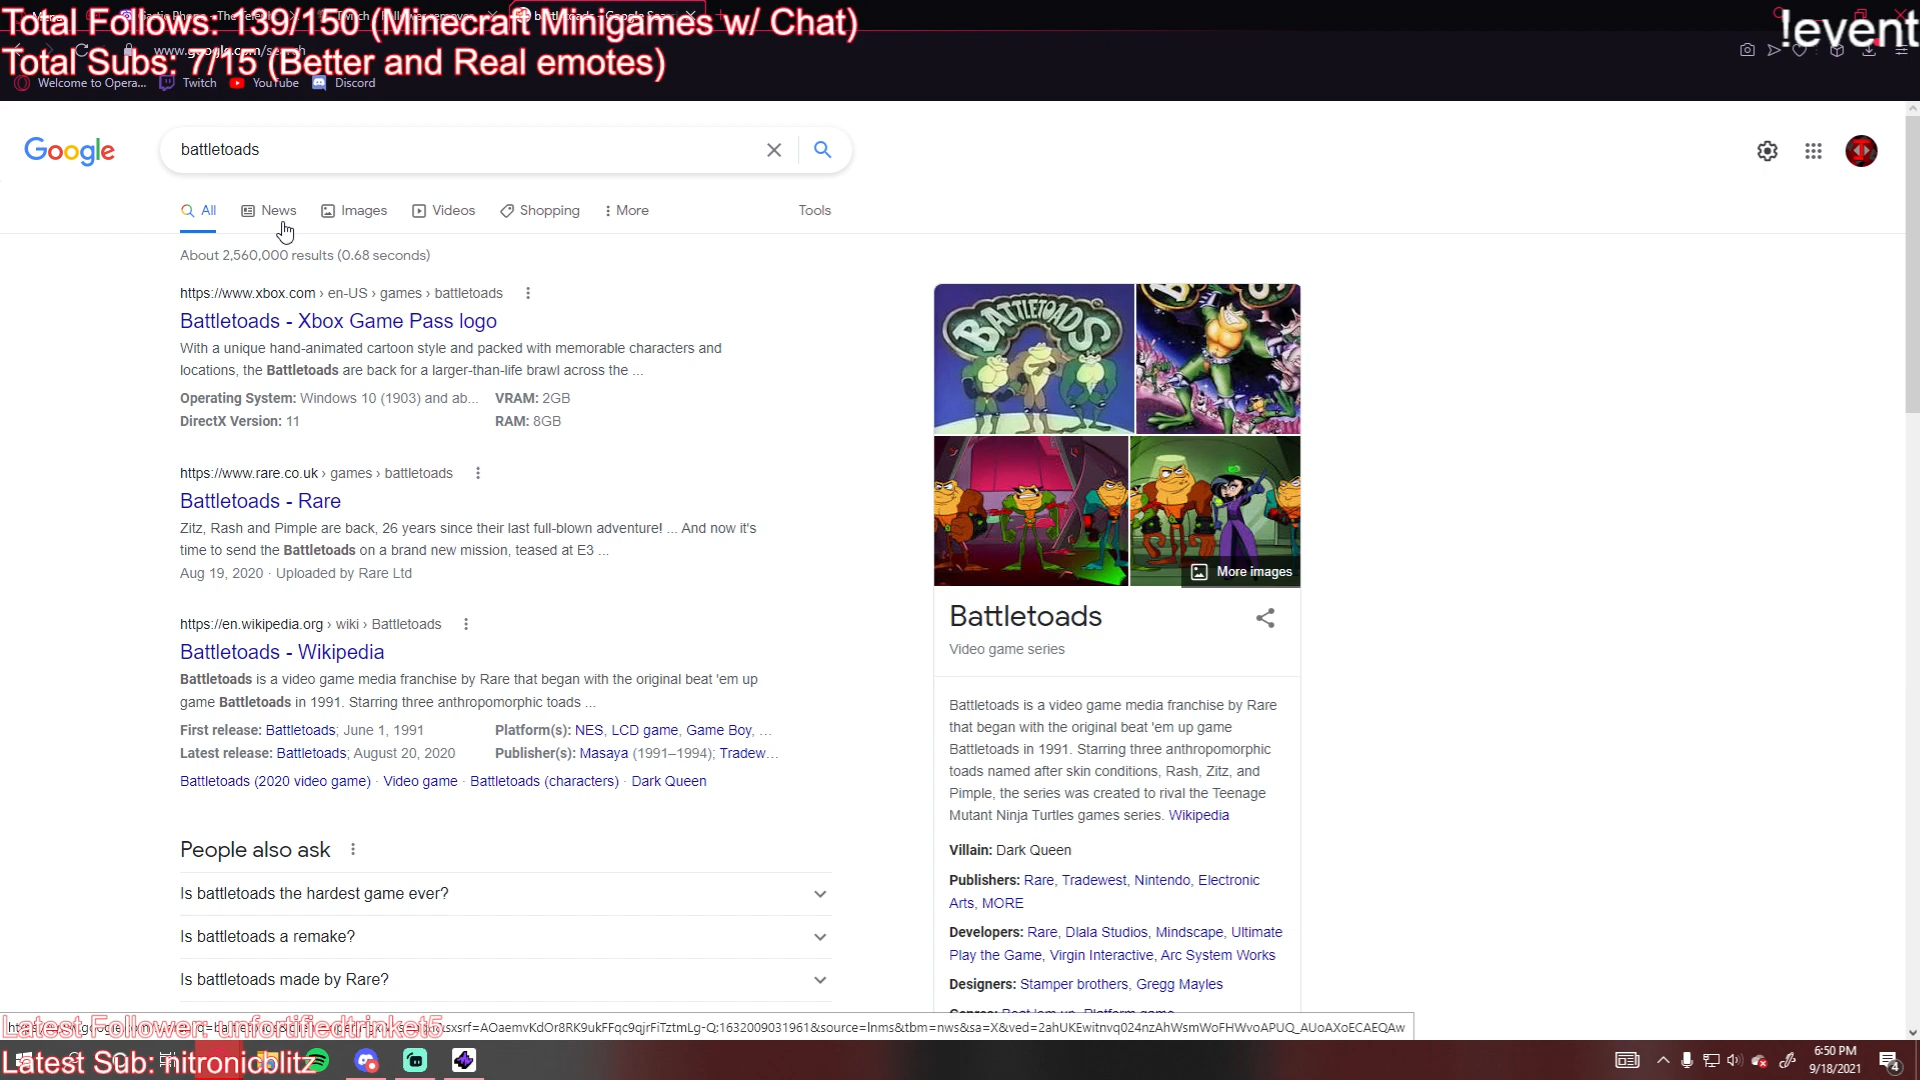 Total Follows: 139/150 (Minecraft Minigames w/ Chat)
!event
Total Subs: 7/15 (Better and Real emotes)
Welcome to Opera... Twitch YouTube Discord
Google
battletoads
All News Images Videos Shopping More Tools
About 2,560,000 results (0.68 seconds)
https://www.xbox.com › en-US › games › battletoads
Battletoads - Xbox Game Pass logo
With a unique hand-animated cartoon style and packed with memorable characters and
locations, the Battletoads are back for a larger-than-life brawl across the ...
Operating System: Windows 10 (1903) and ab... VRAM: 2GB
DirectX Version: 11 RAM: 8GB
https://www.rare.co.uk › games › battletoads
Battletoads - Rare
Zitz, Rash and Pimple are back, 26 years since their last full-blown adventure! ... And now it's
time to send the Battletoads on a brand new mission, teased at E3 ...
Aug 19, 2020 · Uploaded by Rare Ltd
https://en.wikipedia.org › wiki › Battletoads
Battletoads - Wikipedia
Battletoads is a video game media franchise by Rare that began with the original beat 'em up
game Battletoads in 1991. Starring three anthropomorphic toads ...
First release: Battletoads; June 1, 1991 Platform(s): NES, LCD game, Game Boy, ...
Latest release: Battletoads; August 20, 2020 Publisher(s): Masaya (1991–1994); Tradew...
Battletoads (2020 video game) · Video game · Battletoads (characters) · Dark Queen
People also ask
Is battletoads the hardest game ever?
Is battletoads a remake?
Is battletoads made by Rare?
BATTLETOADS
More images
Battletoads
Video game series
Battletoads is a video game media franchise by Rare
that began with the original beat 'em up game
Battletoads in 1991. Starring three anthropomorphic
toads named after skin conditions, Rash, Zitz, and
Pimple, the series was created to rival the Teenage
Mutant Ninja Turtles games series. Wikipedia
Villain: Dark Queen
Publishers: Rare, Tradewest, Nintendo, Electronic
Arts, MORE
Developers: Rare, Dlala Studios, Mindscape, Ultimate
Play the Game, Virgin Interactive, Arc System Works
Designers: Stamper brothers, Gregg Mayles
Latest Follower: unfortifiedtrinket5
Latest Sub: nitronicblitz
6:50 PM
9/18/2021
4